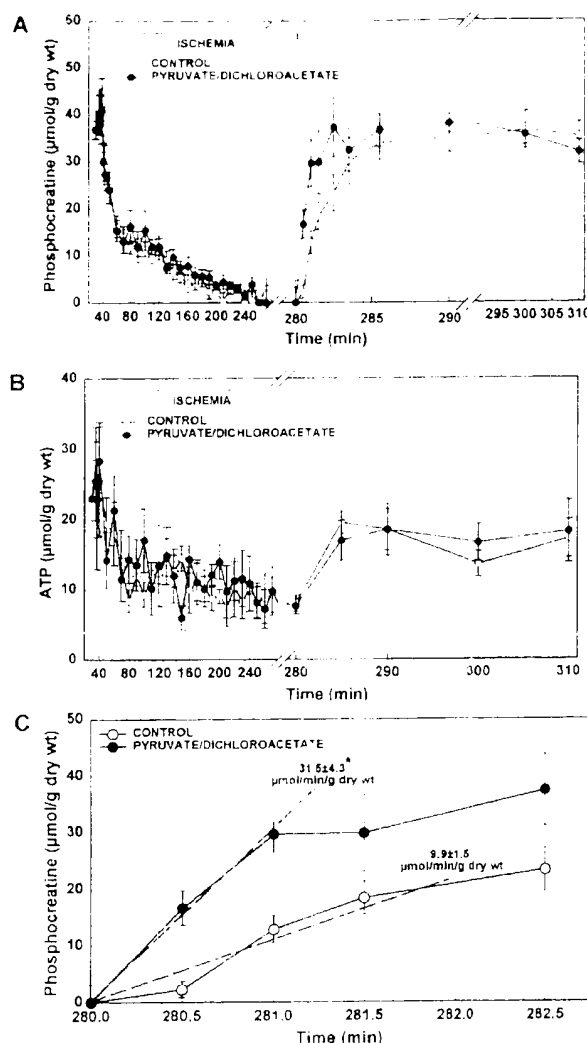 A
Phosphocreatine (µmol/g dry wt)
50
40
30
20
10
0
ISCHEMIA
CONTROL
PYRUVATE/DICHLOROACETATE
40 80 120 160 200 240 280 285 290 295 300 305 310
Time (min)
B
ATP (µmol/g dry wt)
40
30
20
10
0
ISCHEMIA
CONTROL
PYRUVATE/DICHLOROACETATE
40 80 120 160 200 240 280 290 300 310
Time (min)
C
Phosphocreatine (µmol/g dry wt)
50
40
30
20
10
0
CONTROL
PYRUVATE/DICHLOROACETATE
31.5±4.3*
µmol/min/g dry wt
9.9±1.5
µmol/min/g dry wt
280.0 280.5 281.0 281.5 282.0 282.5
Time (min)